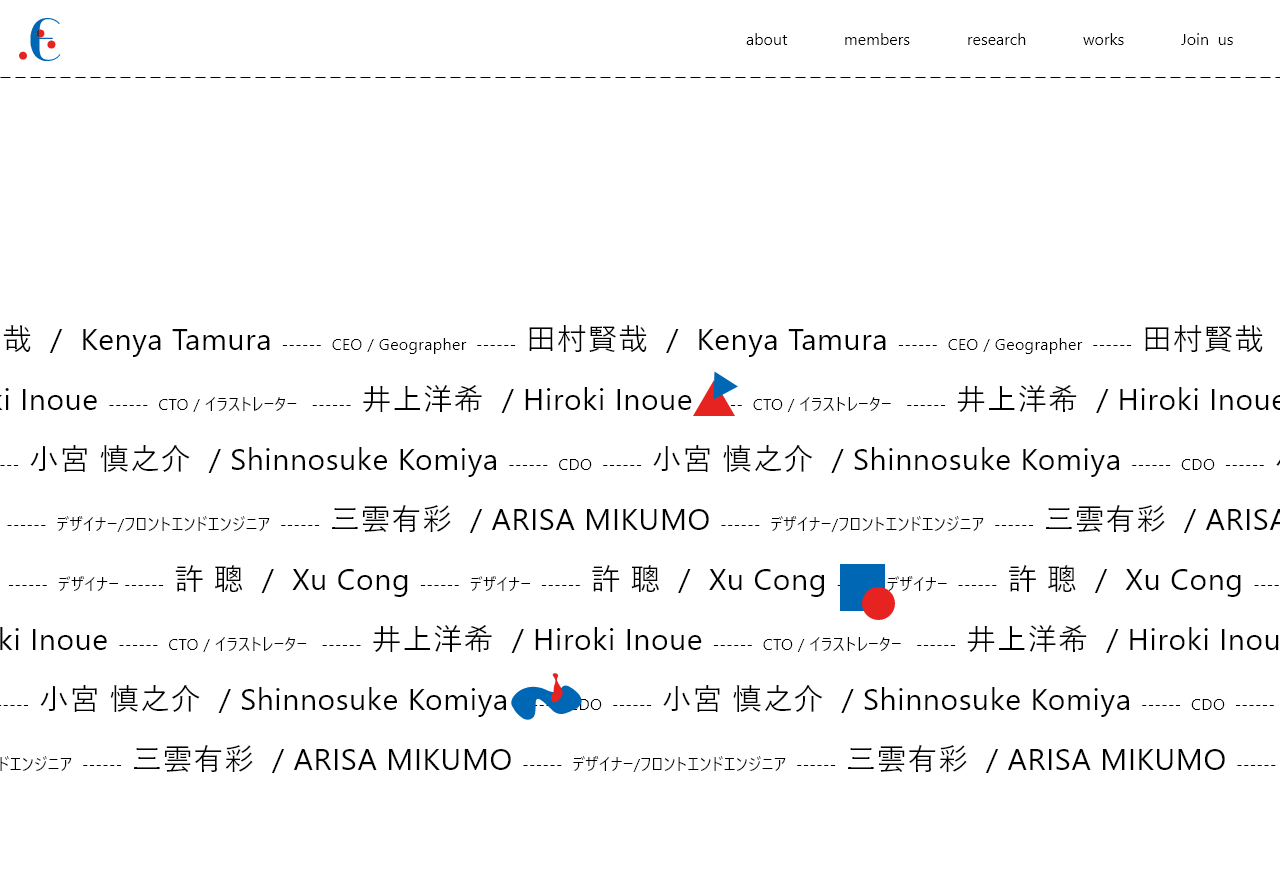 about members research works Join us
哉 / Kenya Tamura ------ CEO / Geographer ------ 田村賢哉 / Kenya Tamura ------ CEO / Geographer ------ 田村賢哉
ki Inoue ------ CTO / イラストレーター ------ 井上洋希 / Hiroki Inoue -- CTO / イラストレーター ------ 井上洋希 / Hiroki Inoue
--- 小宮 慎之介 / Shinnosuke Komiya ------ CDO ------ 小宮 慎之介 / Shinnosuke Komiya ------ CDO ------
------ デザイナー/フロントエンドエンジニア ------ 三雲有彩 / ARISA MIKUMO ------ デザイナー/フロントエンドエンジニア ------ 三雲有彩 / ARISA
------ デザイナー ------ 許 聰 / Xu Cong ------ デザイナー ------ 許 聰 / Xu Cong - デザイナー ------ 許 聰 / Xu Cong ----
ki Inoue ------ CTO / イラストレーター ------ 井上洋希 / Hiroki Inoue ------ CTO / イラストレーター ------ 井上洋希 / Hiroki Inou
----- 小宮 慎之介 / Shinnosuke Komiya --- CDO ------ 小宮 慎之介 / Shinnosuke Komiya ------ CDO ------
ドエンジニア ------ 三雲有彩 / ARISA MIKUMO ------ デザイナー/フロントエンドエンジニア ------ 三雲有彩 / ARISA MIKUMO ------